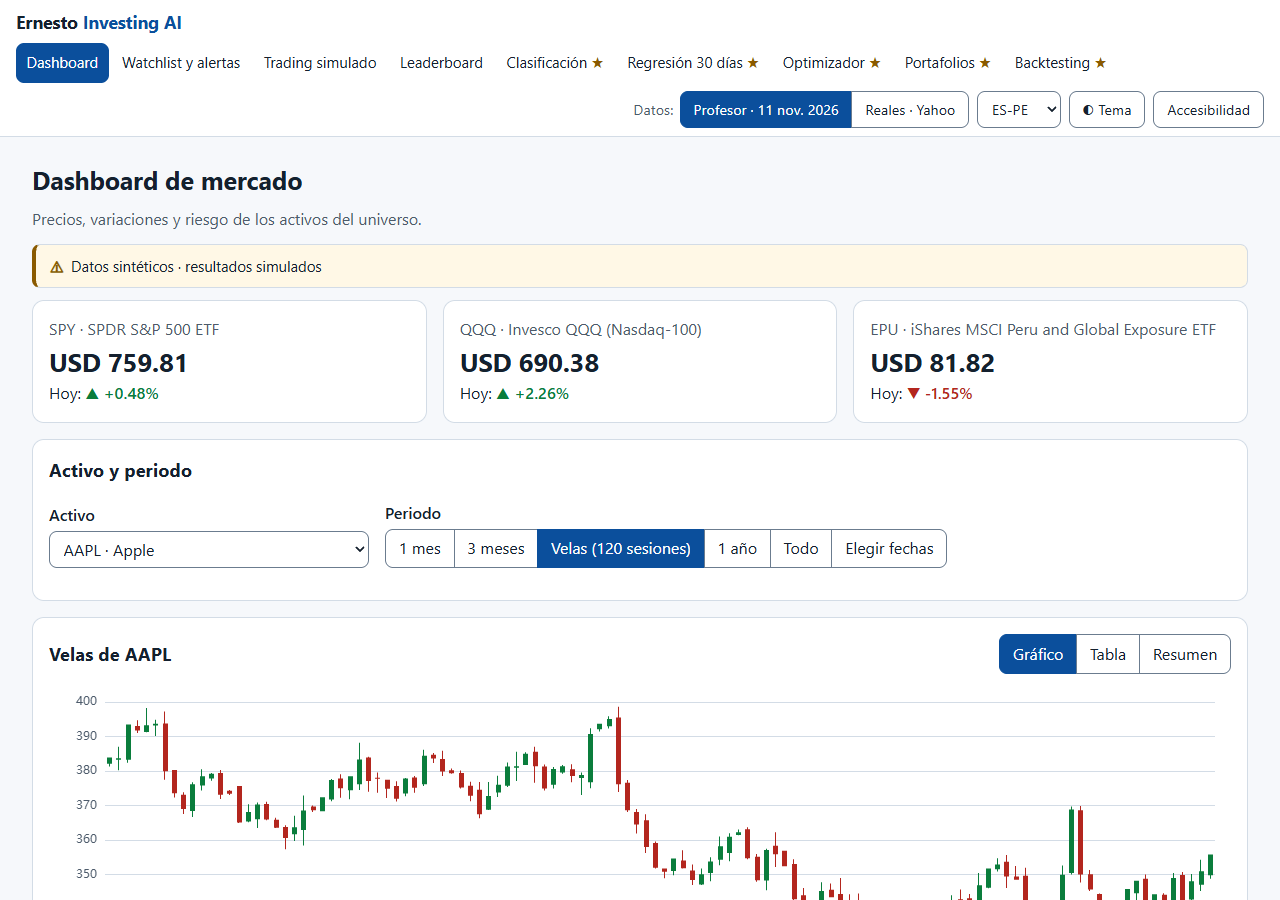 Ernesto Investing AI
Dashboard Watchlist y alertas Trading simulado Leaderboard Clasificación ★ Regresión 30 días ★ Optimizador ★ Portafolios ★ Backtesting ★
Datos: Profesor · 11 nov. 2026 Reales · Yahoo ES-PE ◐ Tema Accesibilidad
Dashboard de mercado
Precios, variaciones y riesgo de los activos del universo.
⚠ Datos sintéticos · resultados simulados
SPY · SPDR S&P 500 ETF
USD 759.81
Hoy: ▲ +0.48%
QQQ · Invesco QQQ (Nasdaq-100)
USD 690.38
Hoy: ▲ +2.26%
EPU · iShares MSCI Peru and Global Exposure ETF
USD 81.82
Hoy: ▼ -1.55%
Activo y periodo
Activo
AAPL · Apple
Periodo
1 mes 3 meses Velas (120 sesiones) 1 año Todo Elegir fechas
Velas de AAPL
Gráfico Tabla Resumen
400
390
380
370
360
350